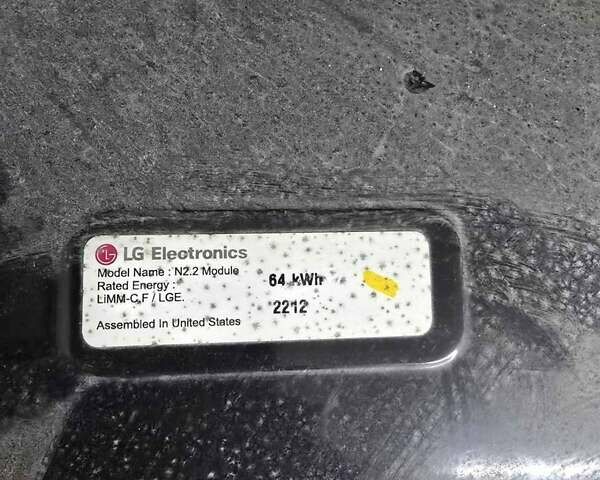 LG Electronics
Model Name : N2.2 Module
Rated Energy : 64 kWh
LiMM-C,F / LGE. 2212
Assembled In United States